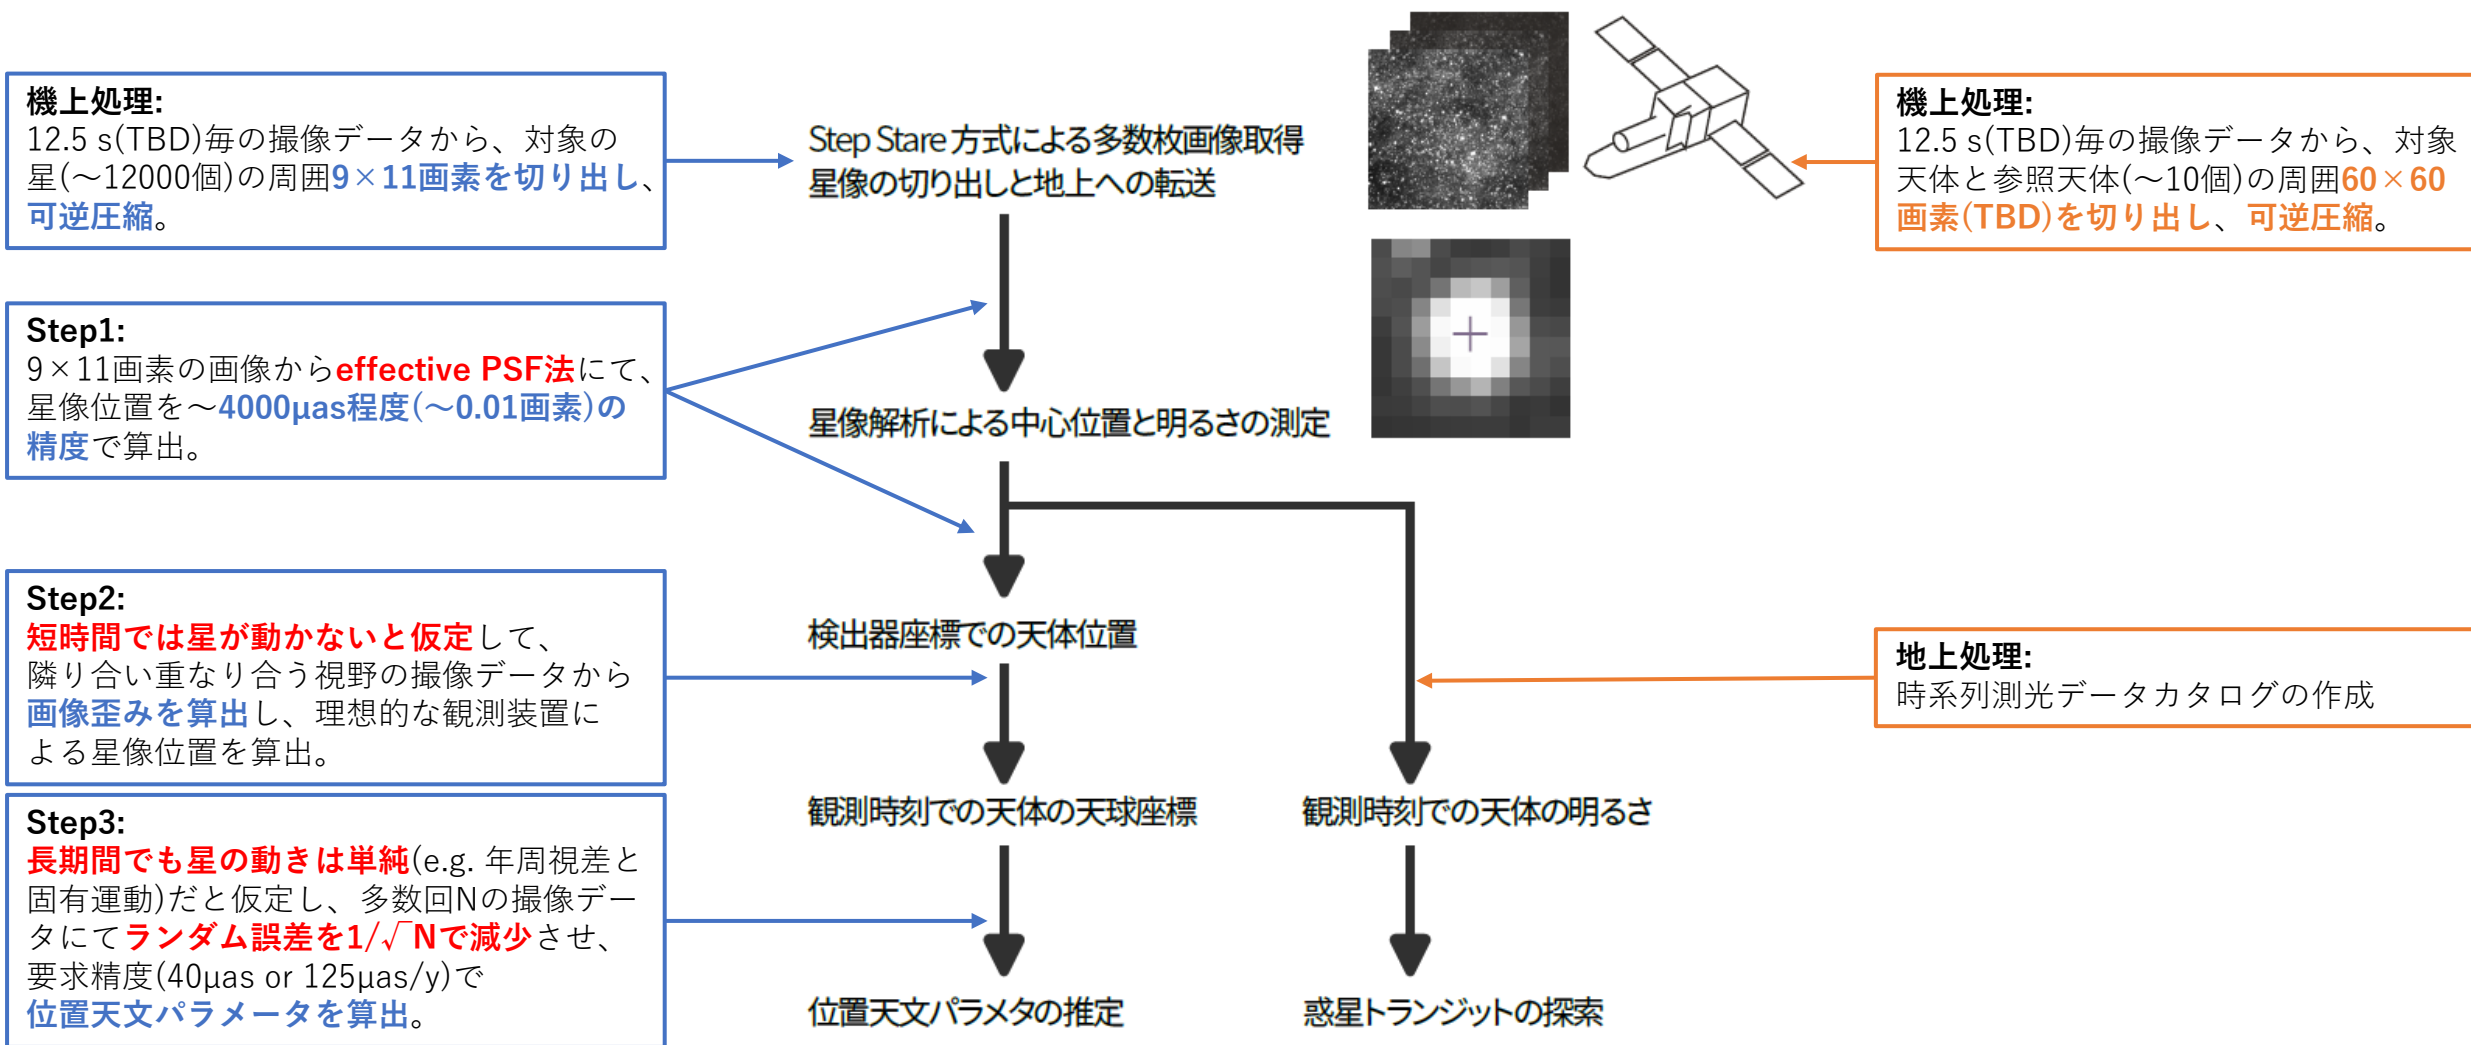 機上処理:
12.5 s(TBD)毎の撮像データから、対象の
星(～12000個)の周囲9×11画素を切り出し、
可逆圧縮。
Step1:
9×11画素の画像からeffective PSF法にて、
星像位置を～4000μas程度(～0.01画素)の
精度で算出。
Step2:
短時間では星が動かないと仮定して、
隣り合い重なり合う視野の撮像データから
画像歪みを算出し、理想的な観測装置に
よる星像位置を算出。
Step3:
長期間でも星の動きは単純(e.g. 年周視差と
固有運動)だと仮定し、多数回Nの撮像デー
タにてランダム誤差を1/√Nで減少させ、
要求精度(40μas or 125μas/y)で
位置天文パラメータを算出。
Step Stare 方式による多数枚画像取得
星像の切り出しと地上への転送
星像解析による中心位置と明るさの測定
検出器座標での天体位置
観測時刻での天体の天球座標
位置天文パラメタの推定
観測時刻での天体の明るさ
惑星トランジットの探索
機上処理:
12.5 s(TBD)毎の撮像データから、対象
天体と参照天体(～10個)の周囲60×60
画素(TBD)を切り出し、可逆圧縮。
地上処理:
時系列測光データカタログの作成